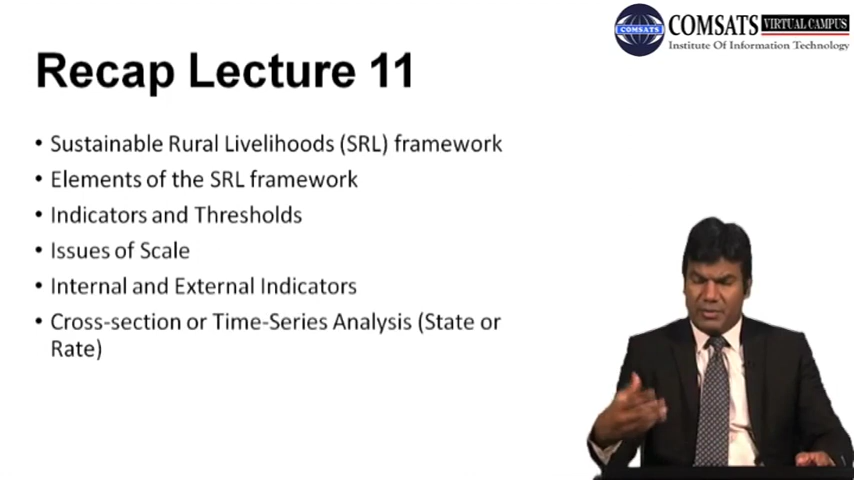 COMSATS VIRTUAL CAMPUS
COMSATS
Institute Of Information Technology
Recap Lecture 11
• Sustainable Rural Livelihoods (SRL) framework
• Elements of the SRL framework
• Indicators and Thresholds
• Issues of Scale
• Internal and External Indicators
• Cross-section or Time-Series Analysis (State or
Rate)